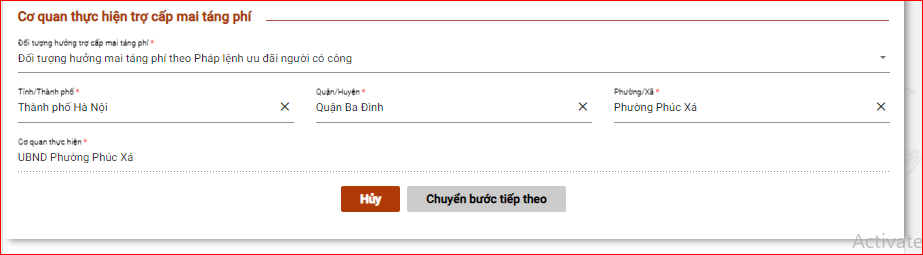 Cơ quan thực hiện trợ cấp mai táng phí
Đối tượng hưởng trợ cấp mai táng phí *
Đối tượng hưởng mai táng phí theo Pháp lệnh ưu đãi người có công
Tỉnh/Thành phố * Quận/Huyện * Phường/Xã *
Thành phố Hà Nội × Quận Ba Đình × Phường Phúc Xá ×
Cơ quan thực hiện *
UBND Phường Phúc Xá
Hủy Chuyển bước tiếp theo
Activate